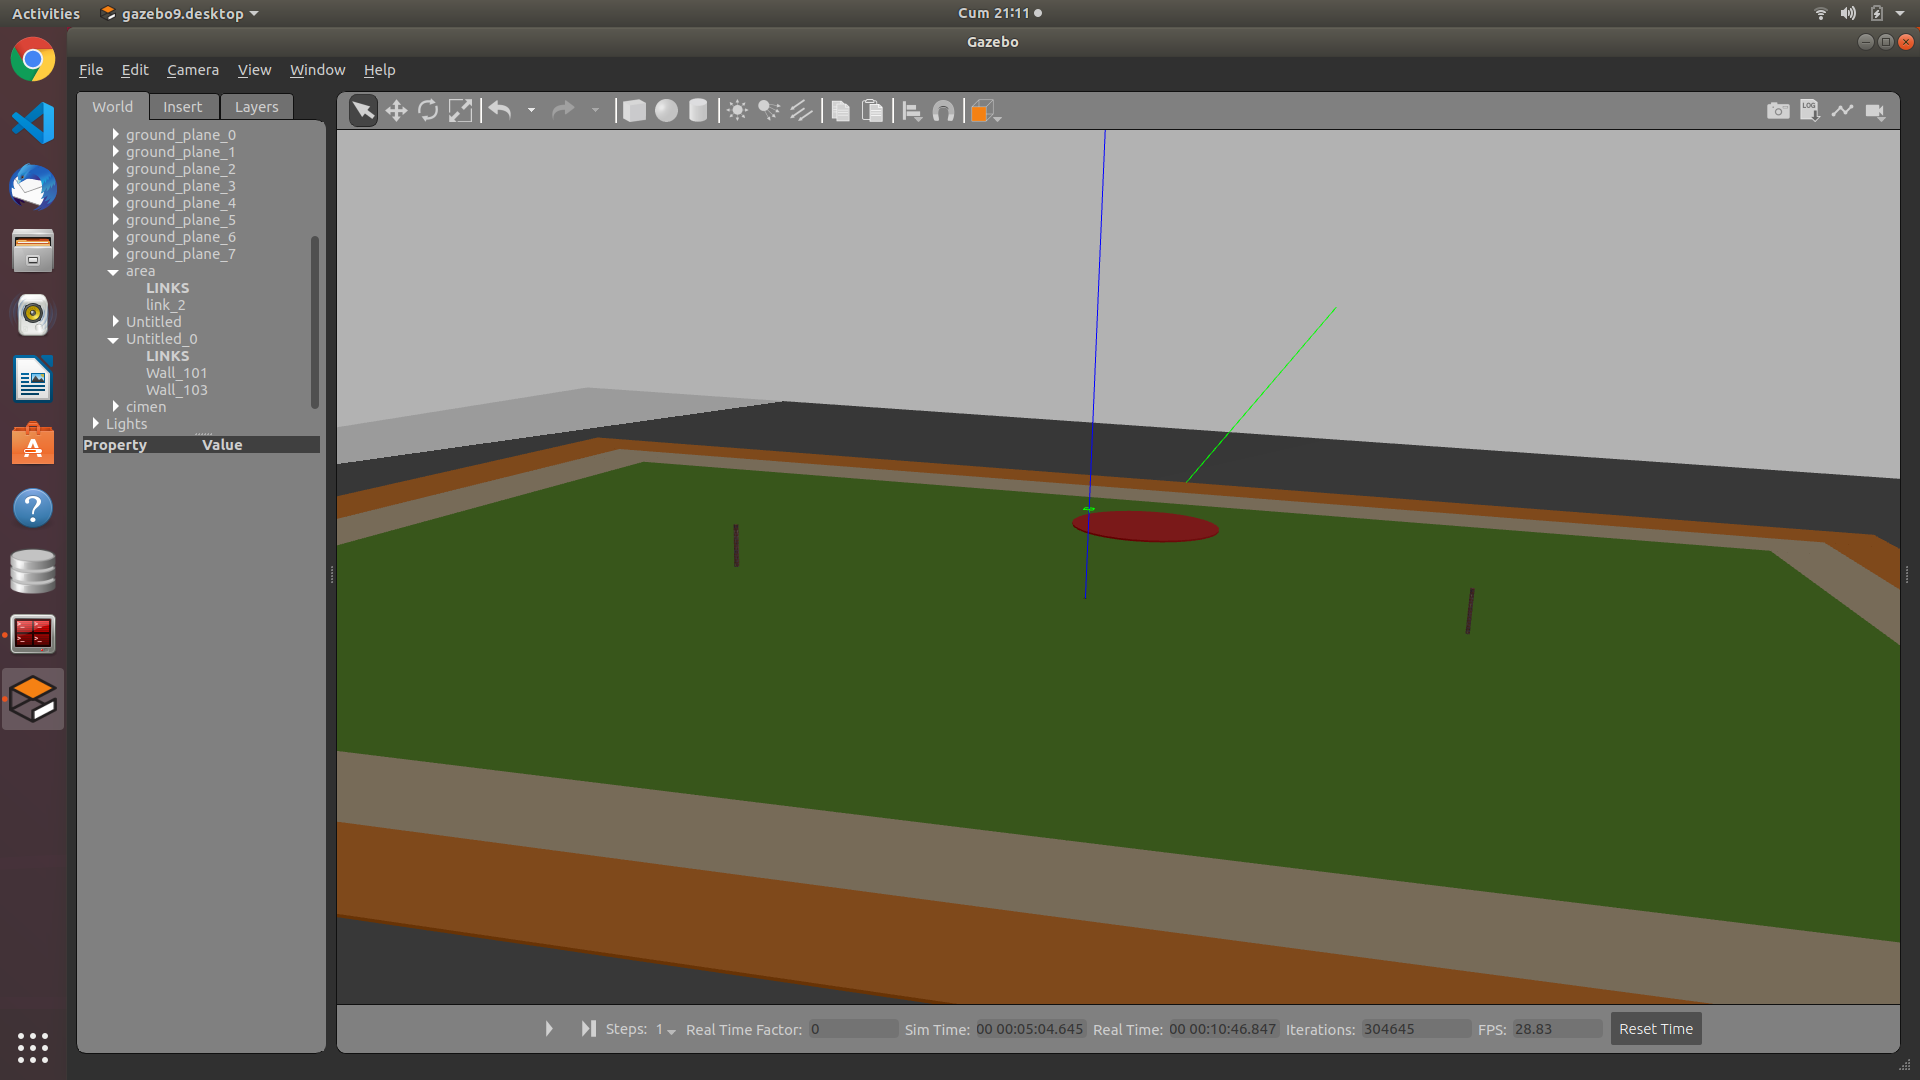 Activities gazebo9.desktop Cum 21:11
Gazebo
File Edit Camera View Window Help
World Insert Layers
LOG
ground_plane_0
ground_plane_1
ground_plane_2
ground_plane_3
ground_plane_4
ground_plane_5
ground_plane_6
ground_plane_7
area
LINKS
link_2
Untitled
Untitled_0
LINKS
Wall_101
Wall_103
cimen
Lights
Property Value
Steps: 1 Real Time Factor: 0 Sim Time: 00 00:05:04.645 Real Time: 00 00:10:46.847 Iterations: 304645 FPS: 28.83 Reset Time